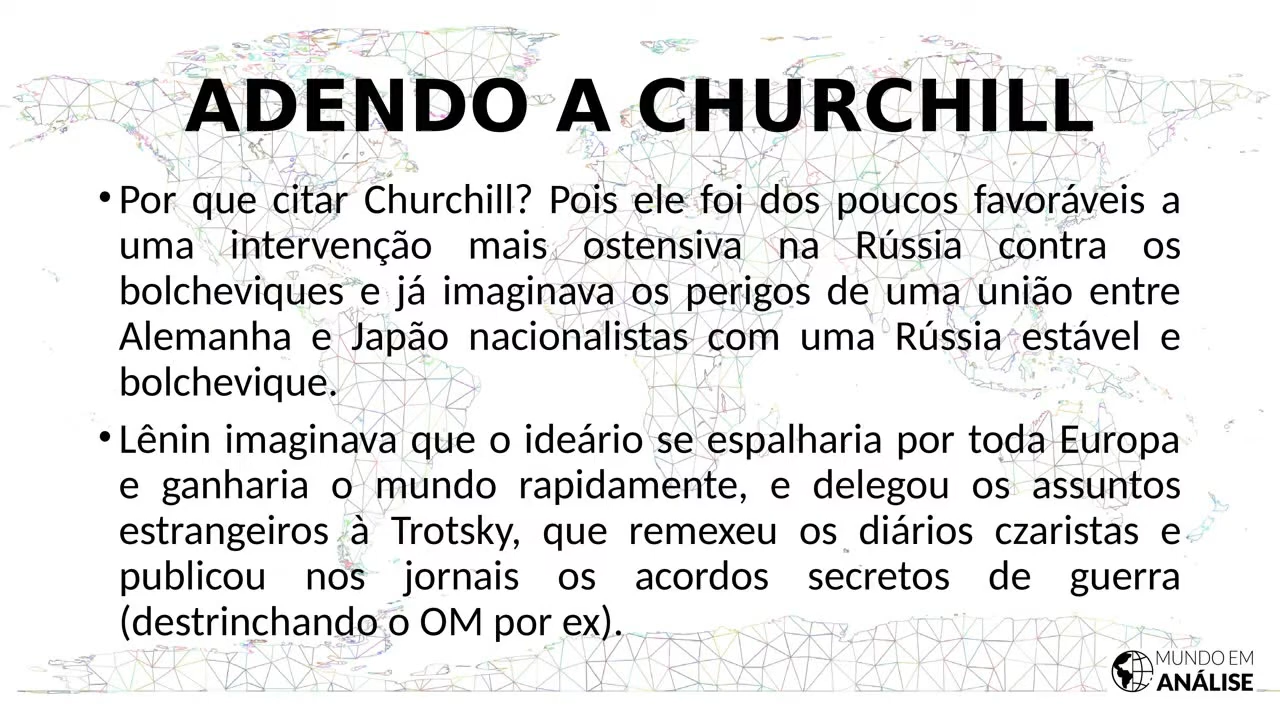 ADENDO A CHURCHILL
• Por que citar Churchill? Pois ele foi dos poucos favoráveis a
uma intervenção mais ostensiva na Rússia contra os
bolcheviques e já imaginava os perigos de uma união entre
Alemanha e Japão nacionalistas com uma Rússia estável e
bolchevique.
• Lênin imaginava que o ideário se espalharia por toda Europa
e ganharia o mundo rapidamente, e delegou os assuntos
estrangeiros à Trotsky, que remexeu os diários czaristas e
publicou nos jornais os acordos secretos de guerra
(destrinchando o OM por ex).
MUNDO EM
ANÁLISE